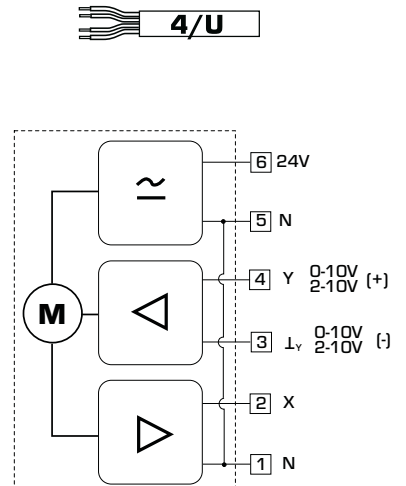 4/U
6 24V
5 N
4 Y 0-10V 2-10V (+)
M
3 ⊥Y 0-10V 2-10V (-)
2 X
1 N